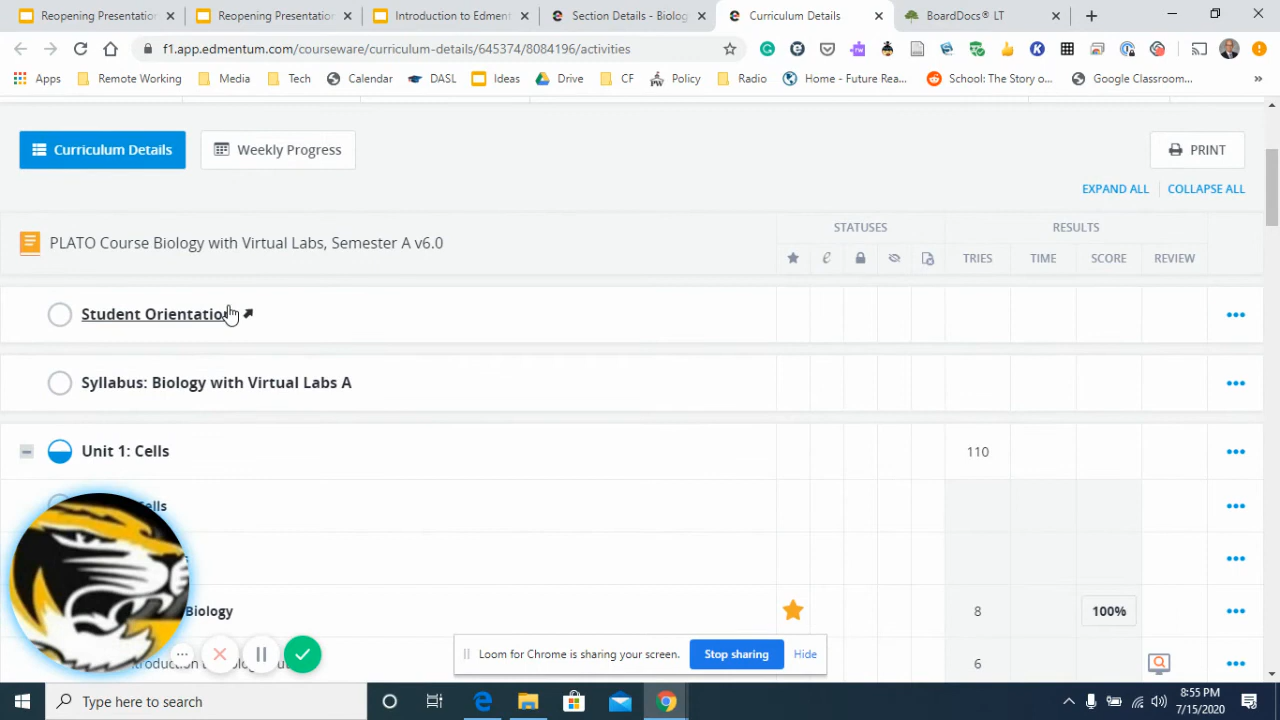 Reopening Presentation
Reopening Presentation
Introduction to Edment
Section Details - Biolog
Curriculum Details
BoardDocs® LT
f1.app.edmentum.com/courseware/curriculum-details/645374/8084196/activities
Apps Remote Working Media Tech Calendar DASL Ideas Drive CF Policy Radio Home - Future Rea... School: The Story o... Google Classroom... »
Curriculum Details Weekly Progress PRINT
EXPAND ALL COLLAPSE ALL
PLATO Course Biology with Virtual Labs, Semester A v6.0 STATUSES RESULTS
TRIES TIME SCORE REVIEW
Student Orientation
Syllabus: Biology with Virtual Labs A
Unit 1: Cells 110
Cells
Biology 8 100%
6
Loom for Chrome is sharing your screen. Stop sharing Hide
Type here to search
8:55 PM
7/15/2020